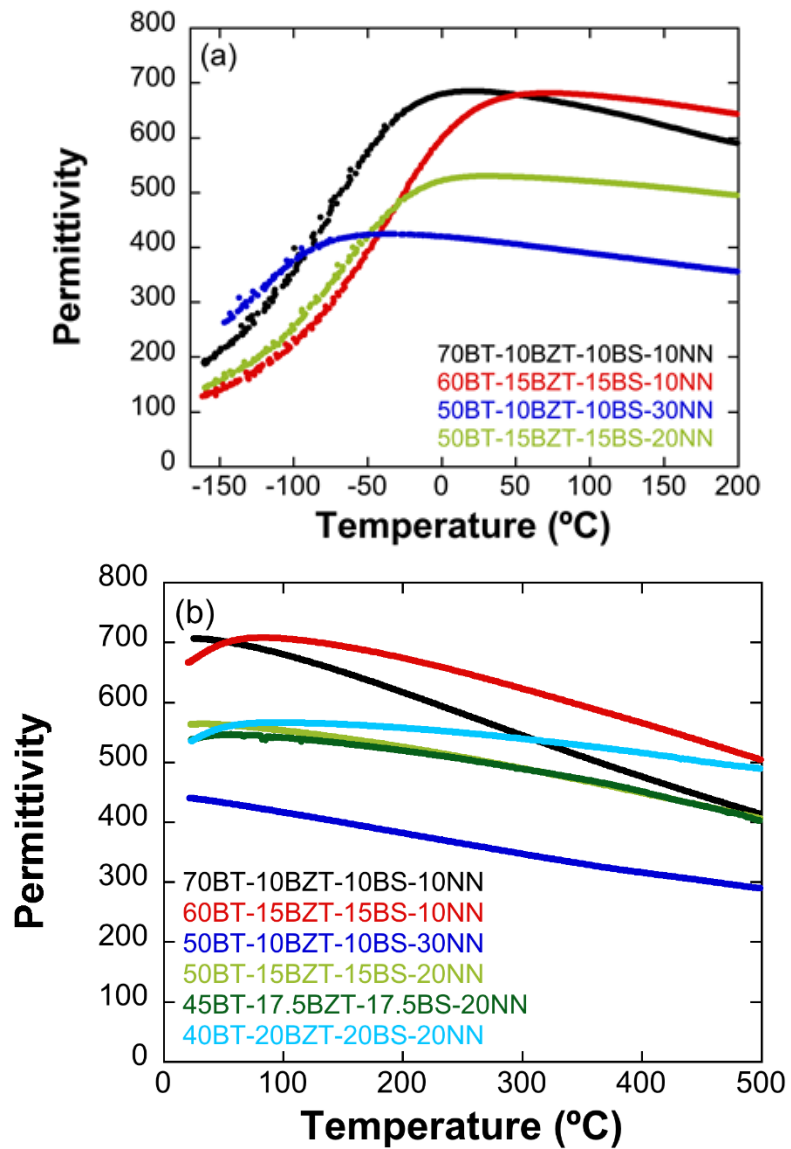 800
(a)
700
600
500
400
300
200
100
0
Permittivity
70BT-10BZT-10BS-10NN
60BT-15BZT-15BS-10NN
50BT-10BZT-10BS-30NN
50BT-15BZT-15BS-20NN
-150 -100 -50 0 50 100 150 200
Temperature (ºC)
800
(b)
700
600
500
400
300
200
100
0
Permittivity
70BT-10BZT-10BS-10NN
60BT-15BZT-15BS-10NN
50BT-10BZT-10BS-30NN
50BT-15BZT-15BS-20NN
45BT-17.5BZT-17.5BS-20NN
40BT-20BZT-20BS-20NN
0 100 200 300 400 500
Temperature (ºC)